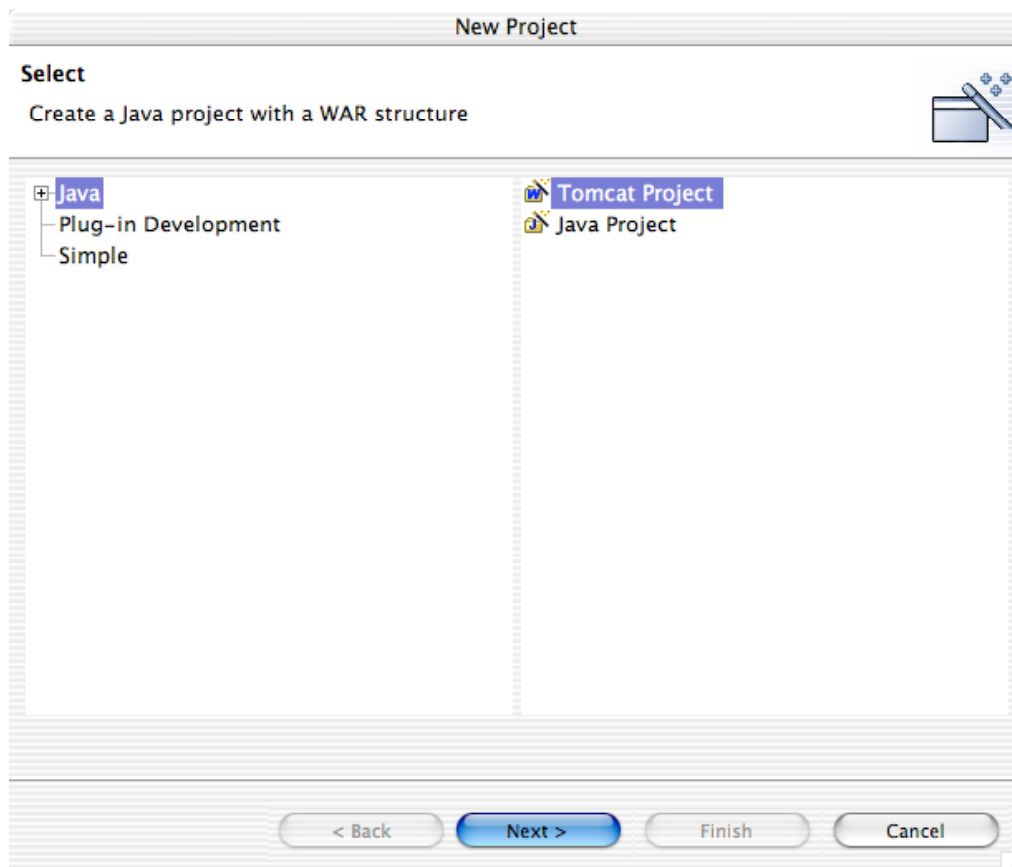 New Project
Select
Create a Java project with a WAR structure
Java
Plug-in Development
Simple
Tomcat Project
Java Project
< Back
Next >
Finish
Cancel